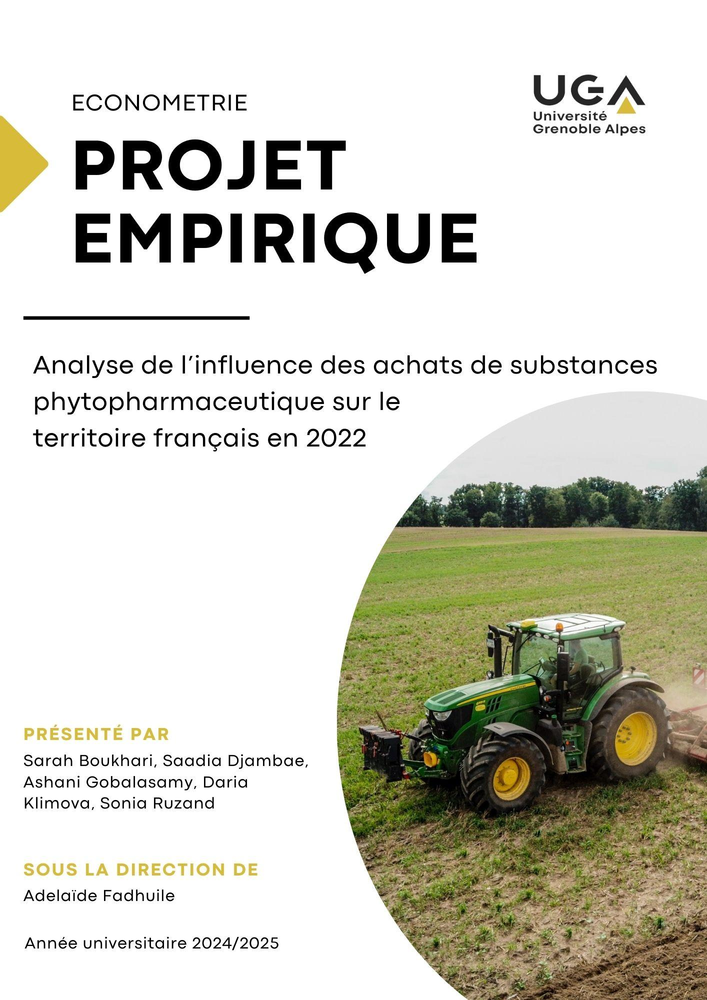 ECONOMETRIE
UGA
Université
Grenoble Alpes
PROJET
EMPIRIQUE
Analyse de l’influence des achats de substances
phytopharmaceutique sur le
territoire français en 2022
PRÉSENTÉ PAR
Sarah Boukhari, Saadia Djambae,
Ashani Gobalasamy, Daria
Klimova, Sonia Ruzand
SOUS LA DIRECTION DE
Adelaïde Fadhuile
Année universitaire 2024/2025